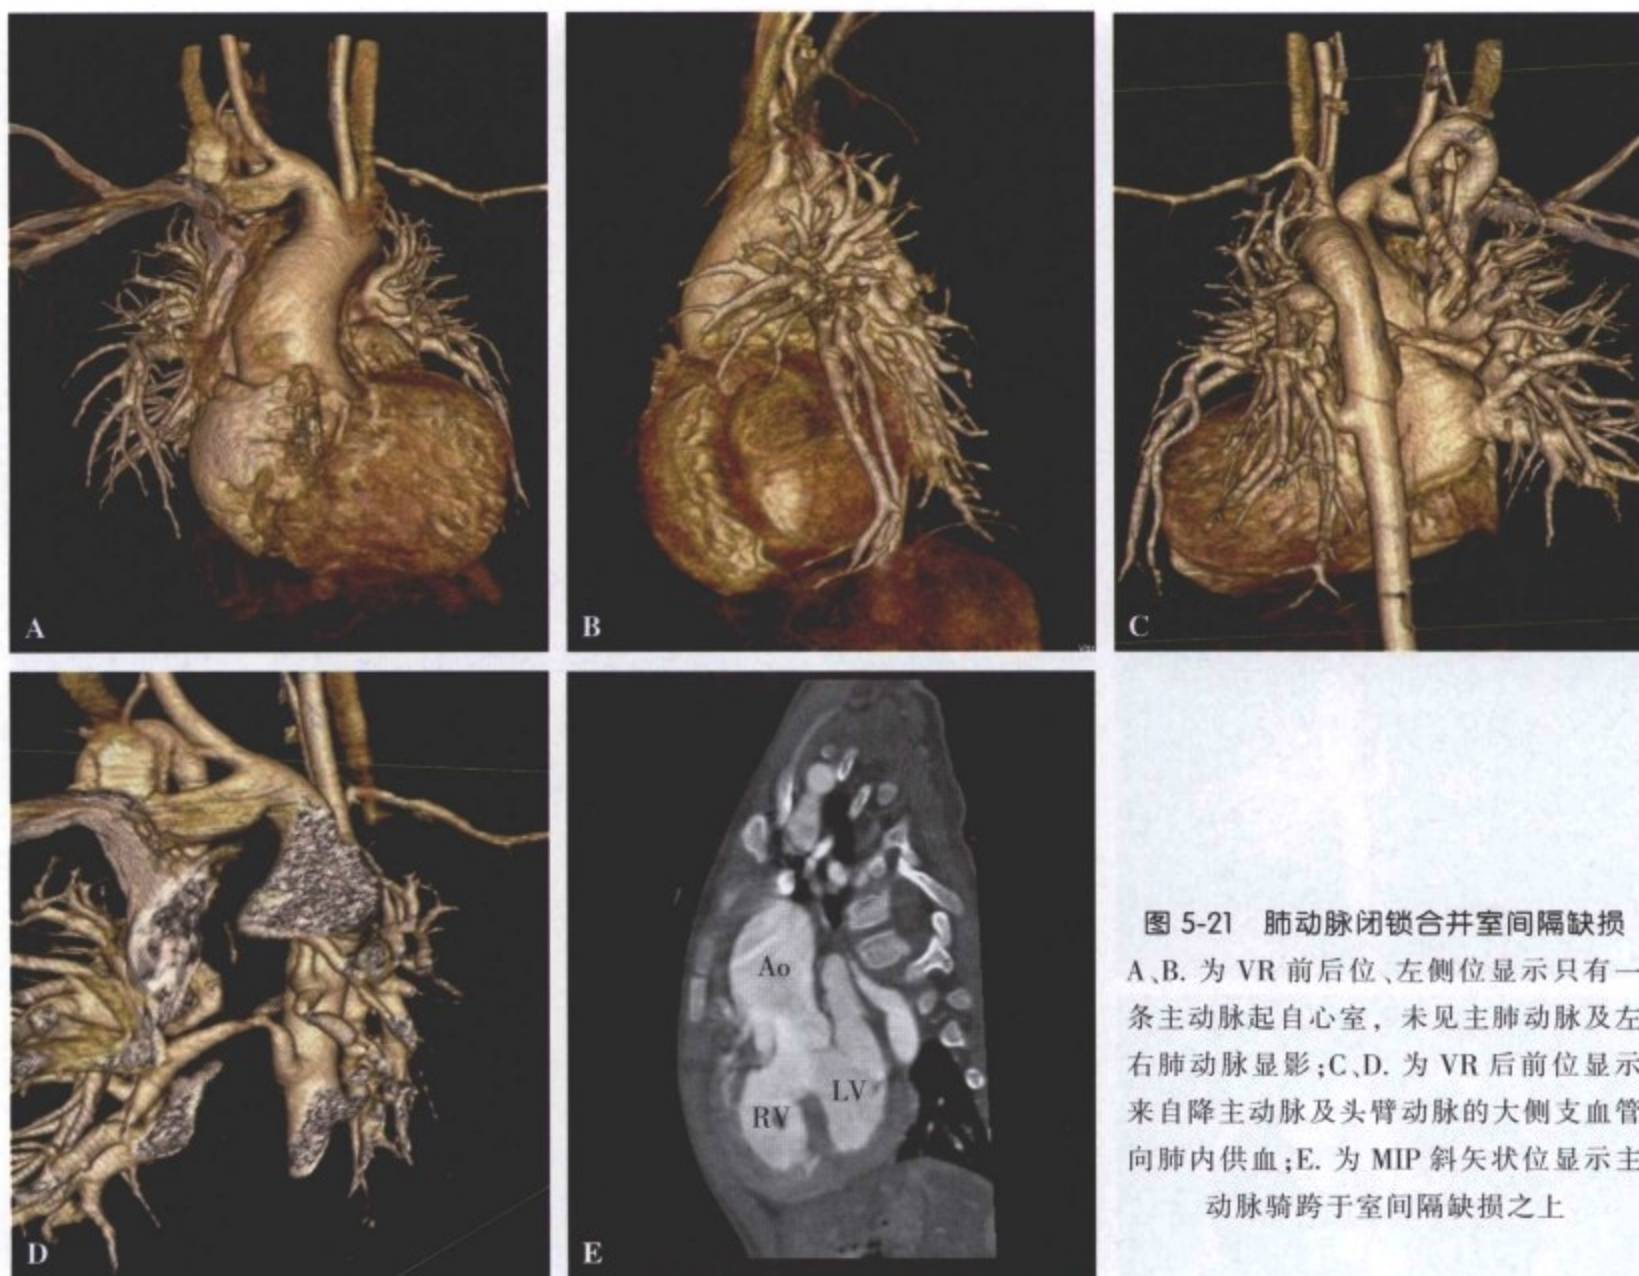 A
B
C
D
Ao
RV
LV
E
图 5-21 肺动脉闭锁合并室间隔缺损
A、B. 为 VR 前后位、左侧位显示只有一
条主动脉起自心室，未见主肺动脉及左
右肺动脉显影；C、D. 为 VR 后前位显示
来自降主动脉及头臂动脉的大侧支血管
向肺内供血；E. 为 MIP 斜矢状位显示主
动脉骑跨于室间隔缺损之上